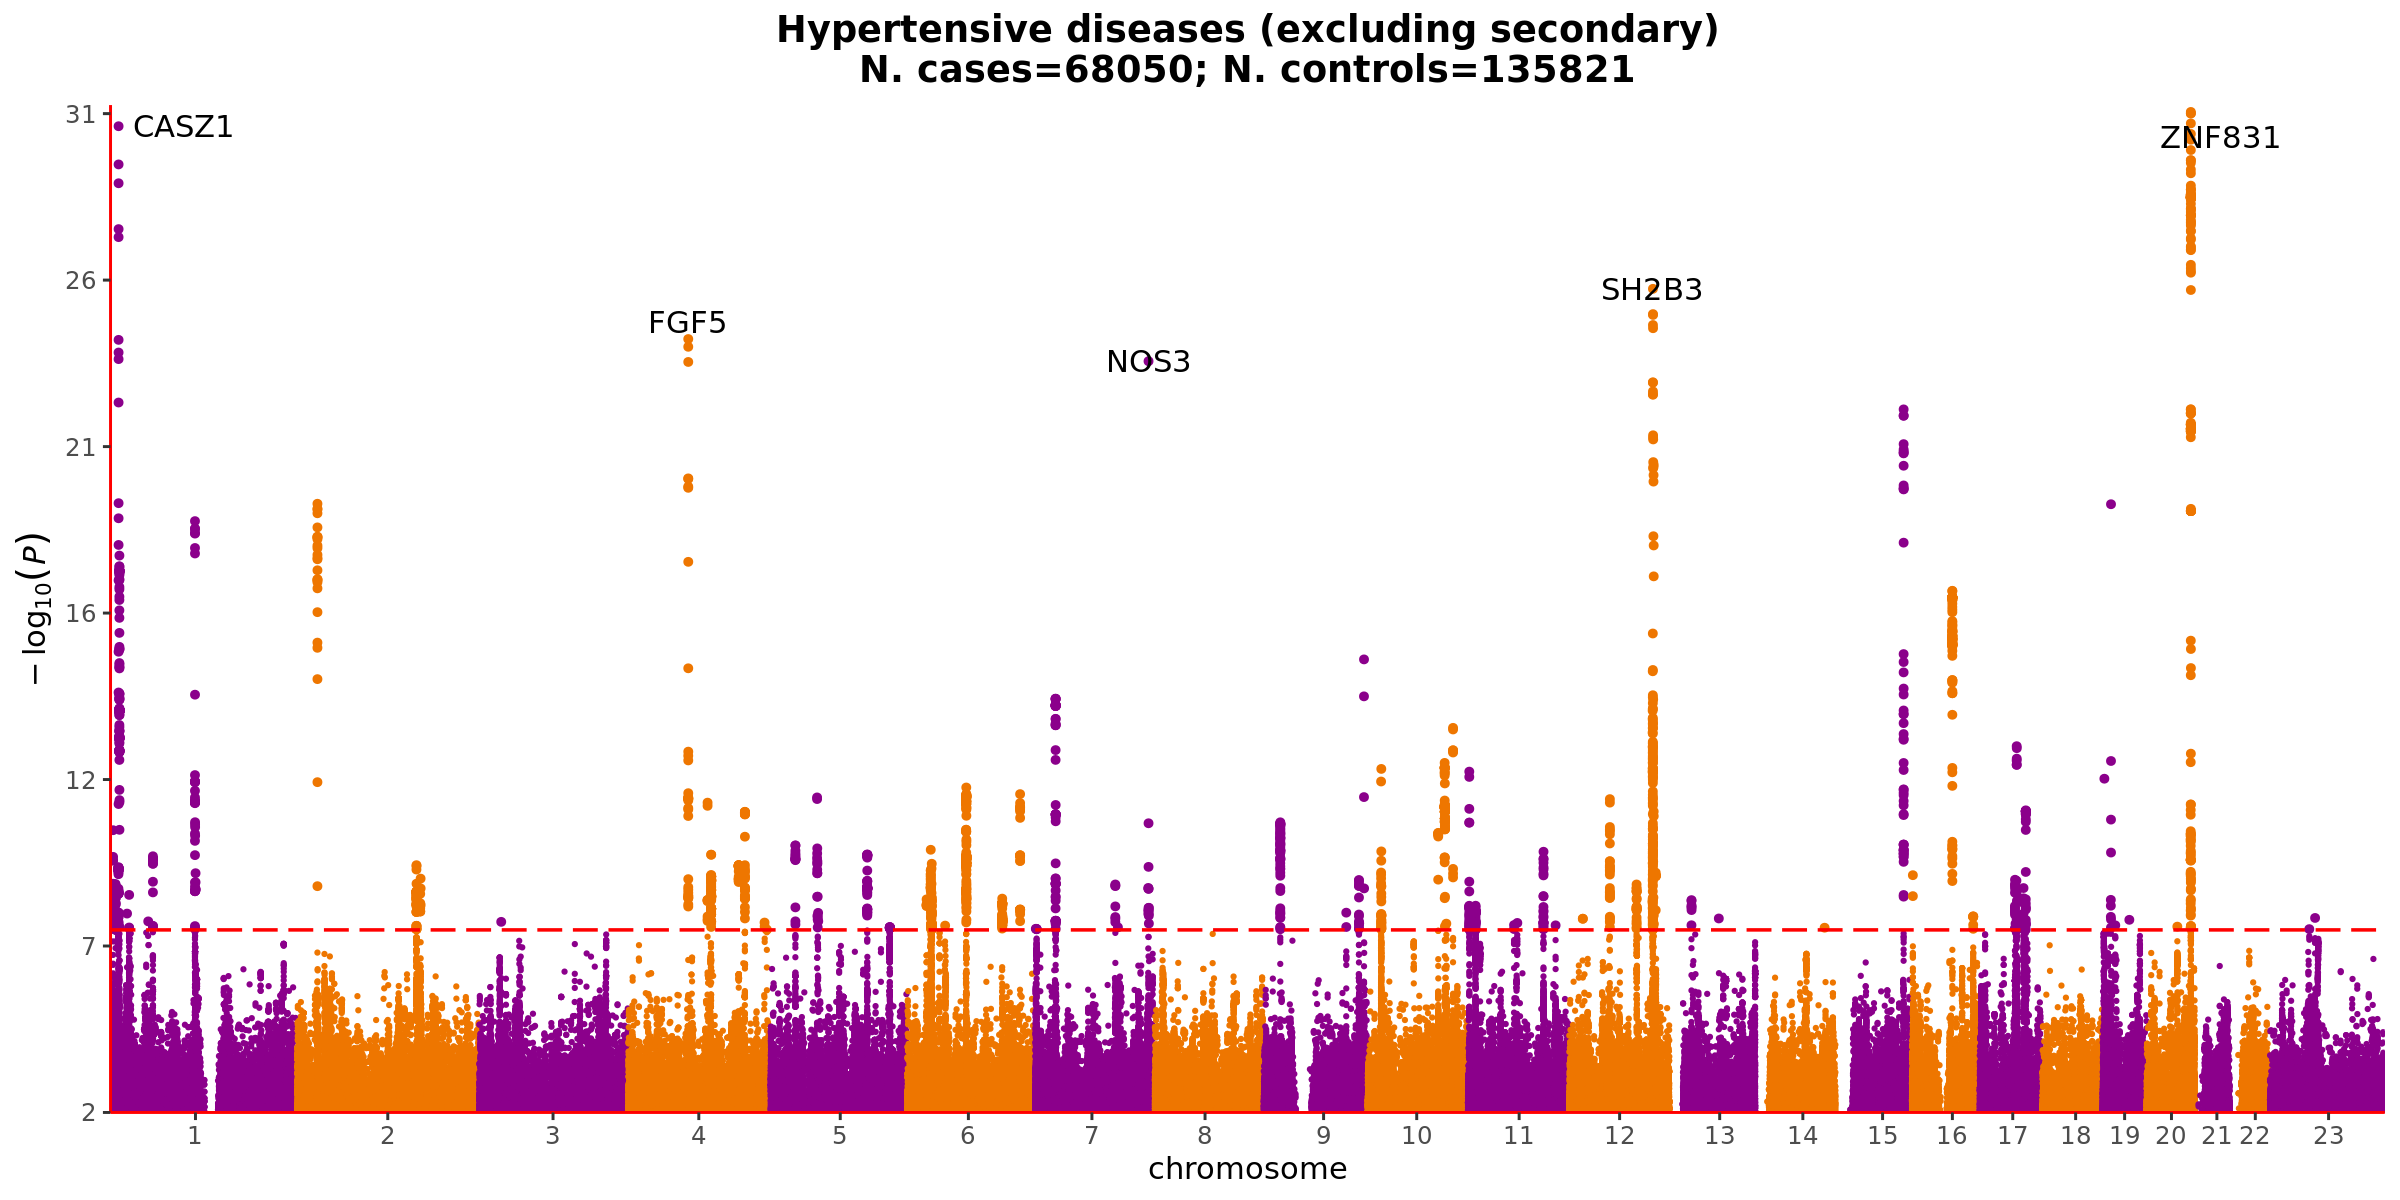 Hypertensive diseases (excluding secondary)
N. cases=68050; N. controls=135821
31
CASZ1
ZNF831
26
SH2B3
FGF5
NOS3
21
−log10(P)
16
12
7
2
1 2 3 4 5 6 7 8 9 10 11 12 13 14 15 16 17 18 19 20 21 22 23
chromosome